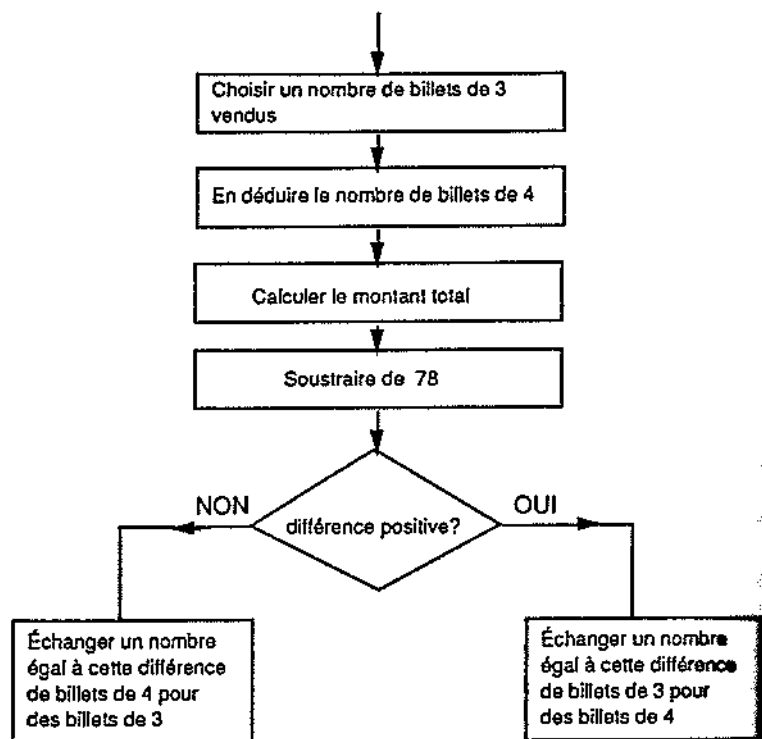 Choisir un nombre de billets de 3
vendus
En déduire le nombre de billets de 4
Calculer le montant total
Soustraire de 78
différence positive?
NON
OUI
Échanger un nombre
égal à cette différence
de billets de 4 pour
des billets de 3
Échanger un nombre
égal à cette différence
de billets de 3 pour
des billets de 4